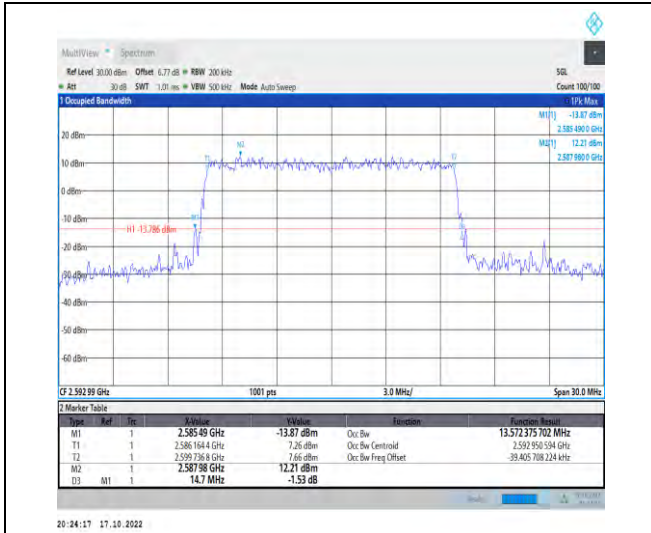 MultiView Spectrum
Ref Level 30.00 dBm Offset 6.77 dB RBW 200 kHz SGL
Att 30 dB SWT 1.01 ms VBW 500 kHz Mode Auto Sweep Count 100/100
1 Occupied Bandwidth 1Pk Max
M1[1] -13.87 dBm
2.585 490 0 GHz
20 dBm M2[1] 12.21 dBm
2.587 980 0 GHz
M2
T1 T2
10 dBm
0 dBm
M1
-10 dBm
H1 -13.786 dBm
-20 dBm
-30 dBm
-40 dBm
-50 dBm
-60 dBm
CF 2.592 99 GHz 1001 pts 3.0 MHz/ Span 30.0 MHz
2 Marker Table
Type Ref Trc X-Value Y-Value Function Function Result
M1 1 2.585 49 GHz -13.87 dBm Occ Bw 13.572 375 702 MHz
T1 1 2.586 164 4 GHz 7.26 dBm Occ Bw Centroid 2.592 950 594 GHz
T2 1 2.599 736 8 GHz 7.66 dBm Occ Bw Freq Offset -39.405 708 224 kHz
M2 1 2.587 98 GHz 12.21 dBm
D3 M1 1 14.7 MHz -1.53 dB
20:24:17 17.10.2022